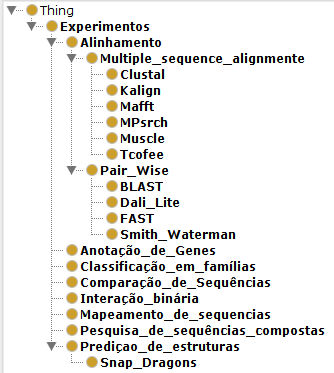 Thing
Experimentos
Alinhamento
Multiple_sequence_alignmente
Clustal
Kalign
Mafft
MPsrch
Muscle
Tcofee
Pair_Wise
BLAST
Dali_Lite
FAST
Smith_Waterman
Anotação_de_Genes
Classificação_em_famílias
Comparação_de_Sequências
Interação_binária
Mapeamento_de_sequencias
Pesquisa_de_sequências_compostas
Prediçao_de_estruturas
Snap_Dragons